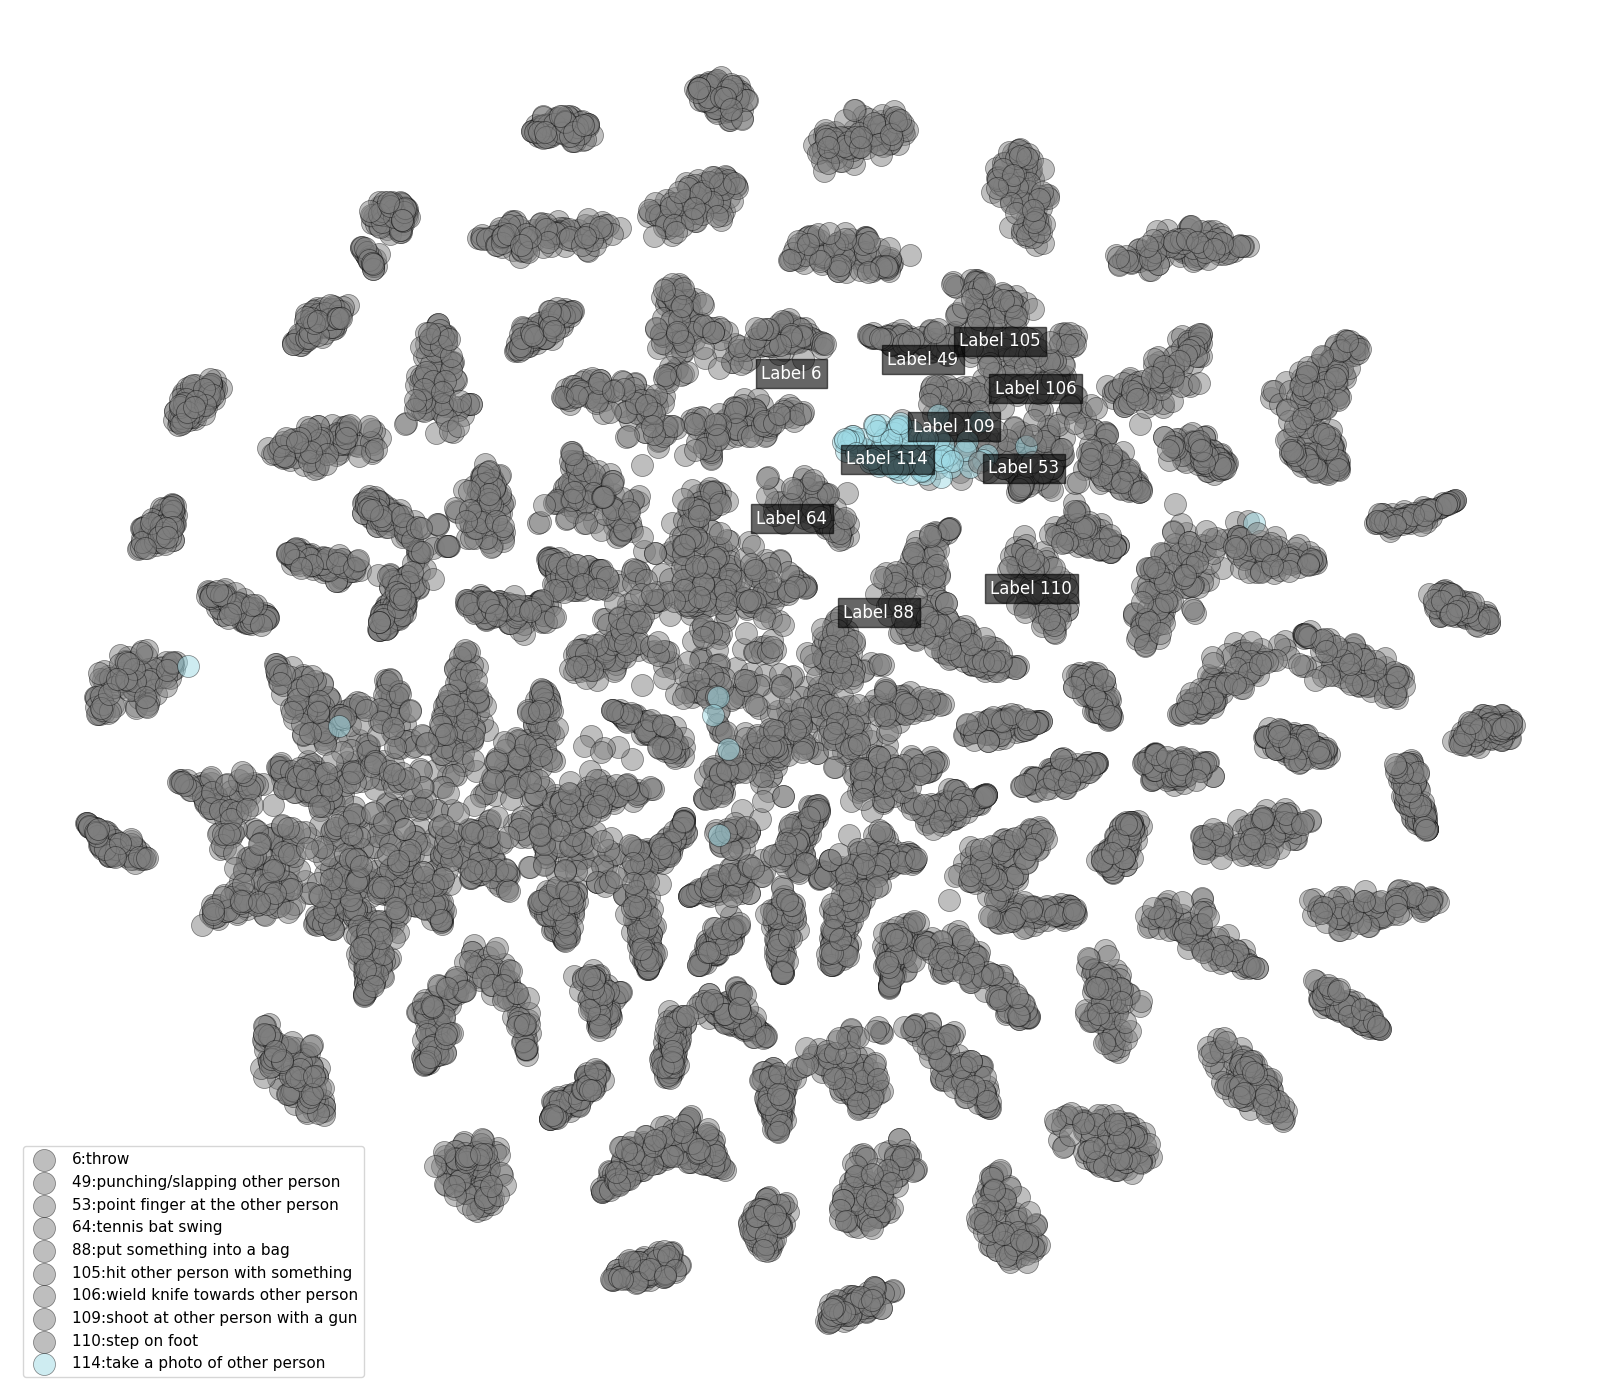 Label 105
Label 49
Label 6
Label 106
Label 109
Label 114
Label 53
Label 64
Label 110
Label 88
6:throw
49:punching/slapping other person
53:point finger at the other person
64:tennis bat swing
88:put something into a bag
105:hit other person with something
106:wield knife towards other person
109:shoot at other person with a gun
110:step on foot
114:take a photo of other person